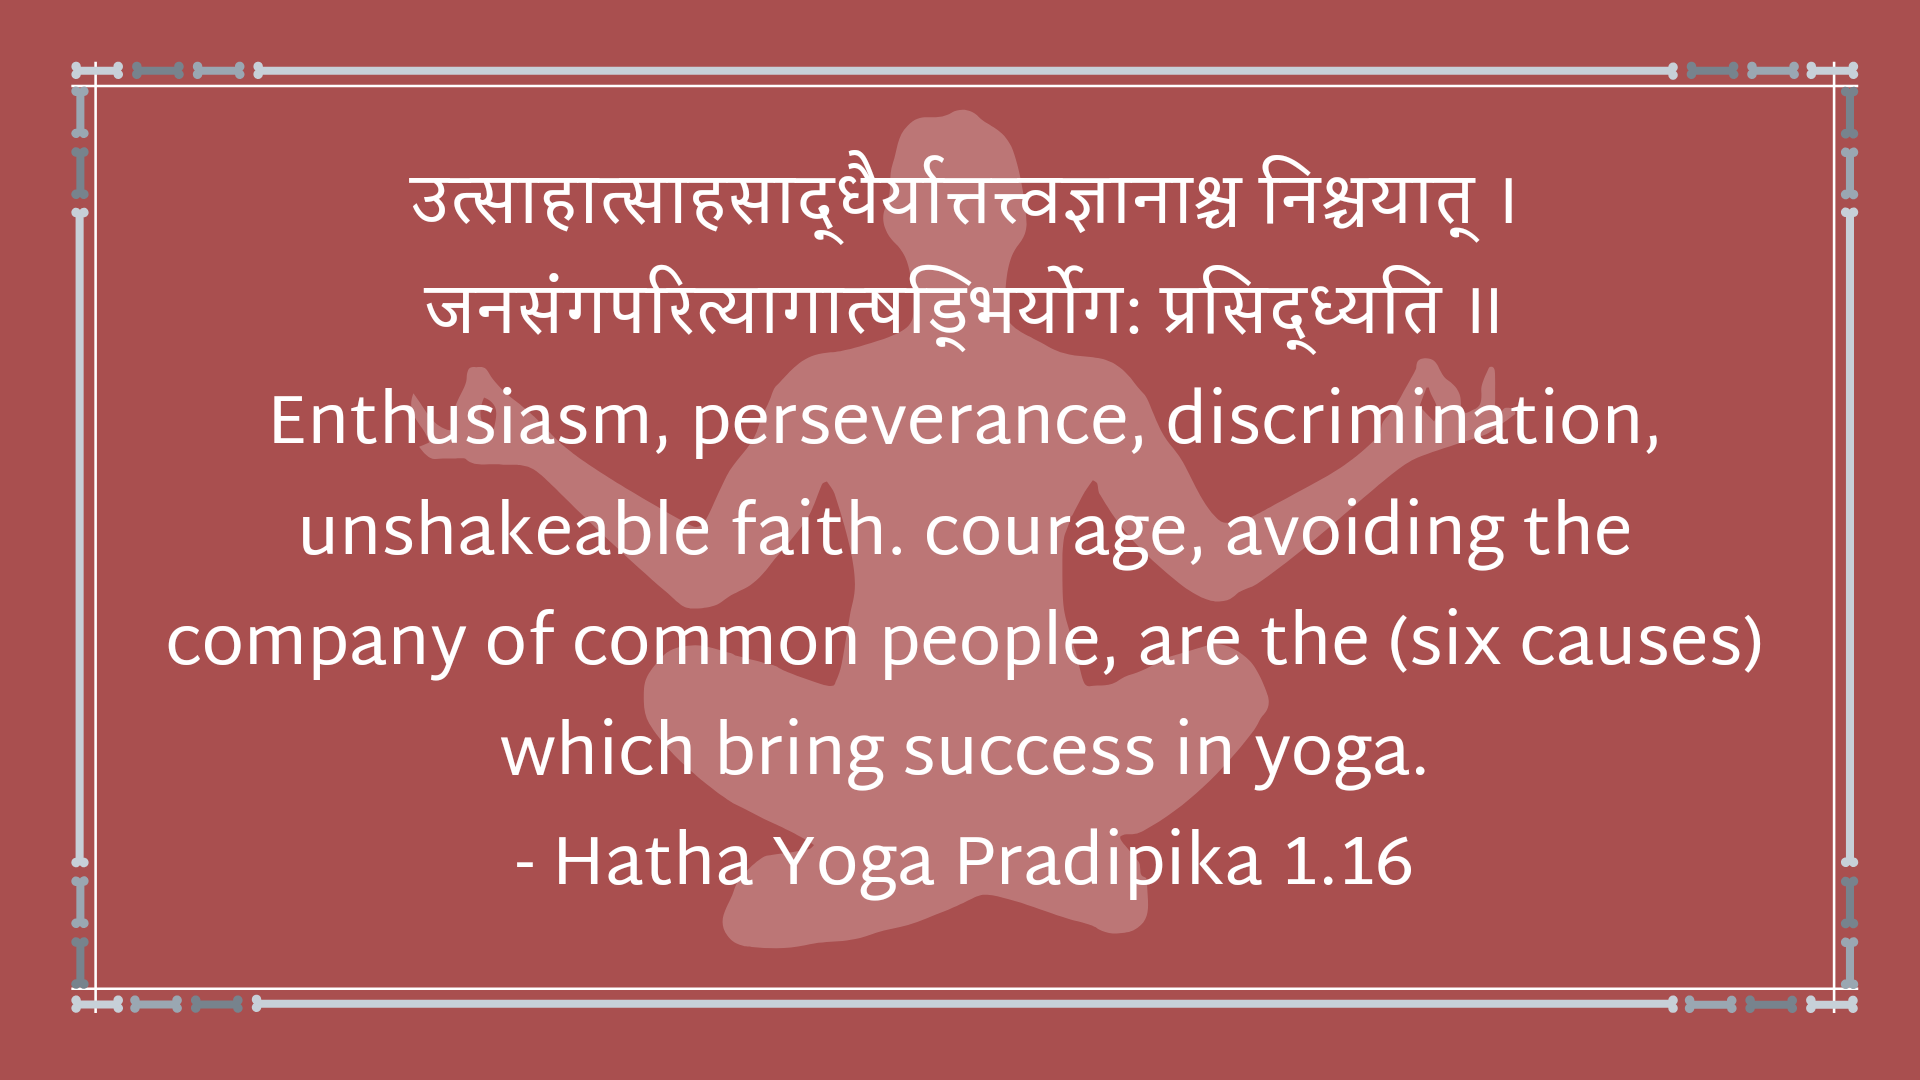 उत्साहात्साहसाद्धैर्यात्तत्त्वज्ञानाश्च निश्चयात् ।
जनसंगपरित्यागात्षड्भिर्योग: प्रसिद्ध्यति ॥
Enthusiasm, perseverance, discrimination,
unshakeable faith. courage, avoiding the
company of common people, are the (six causes)
which bring success in yoga.
- Hatha Yoga Pradipika 1.16